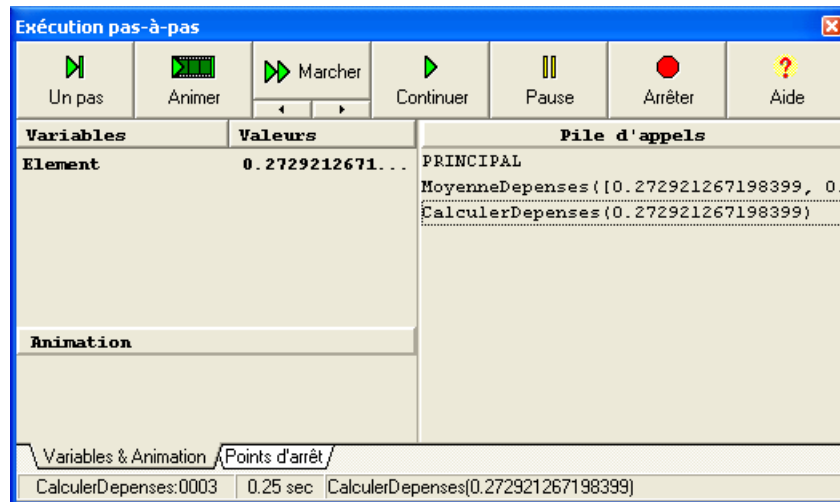 Exécution pas-à-pas
Un pas
Animer
Marcher
Continuer
Pause
Arrêter
Aide
Variables Valeurs
Element 0.2729212671...
Animation
Pile d'appels
PRINCIPAL
MoyenneDepenses([0.272921267198399, 0.
CalculerDepenses(0.272921267198399)
Variables & Animation Points d'arrêt
CalculerDepenses:0003 0.25 sec CalculerDepenses(0.272921267198399)